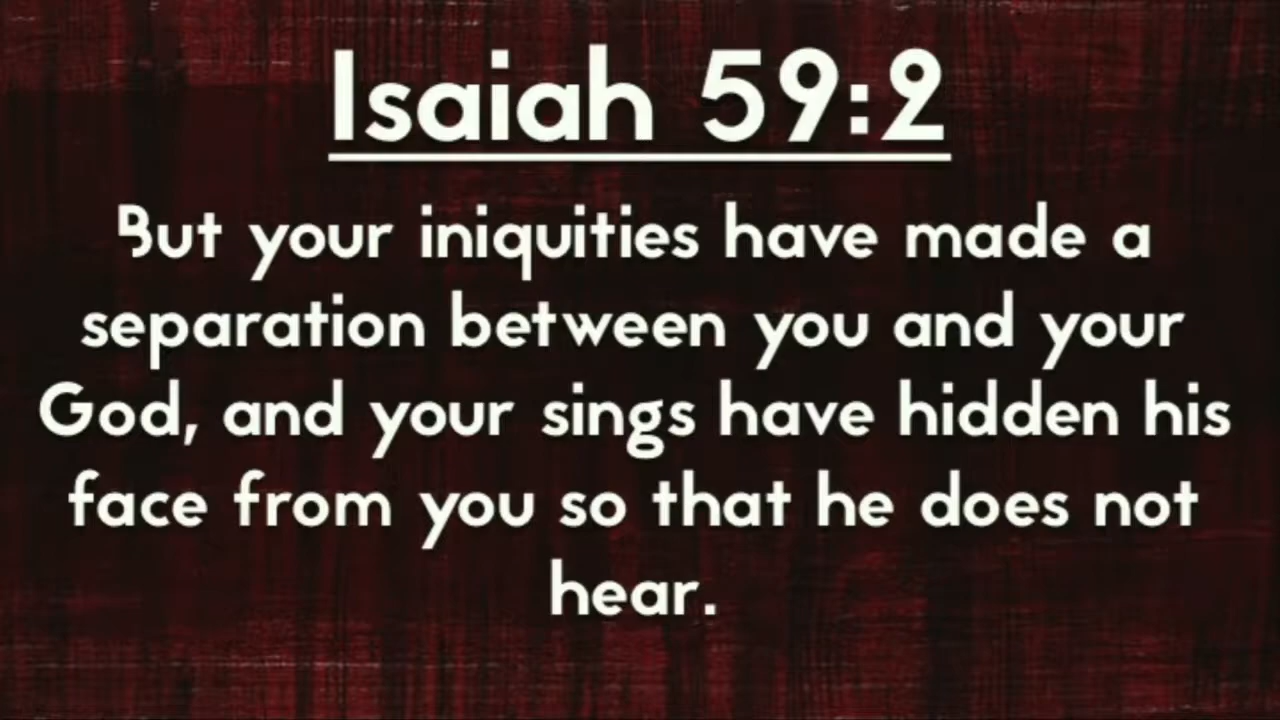 Isaiah 59:2
But your iniquities have made a
separation between you and your
God, and your sings have hidden his
face from you so that he does not
hear.